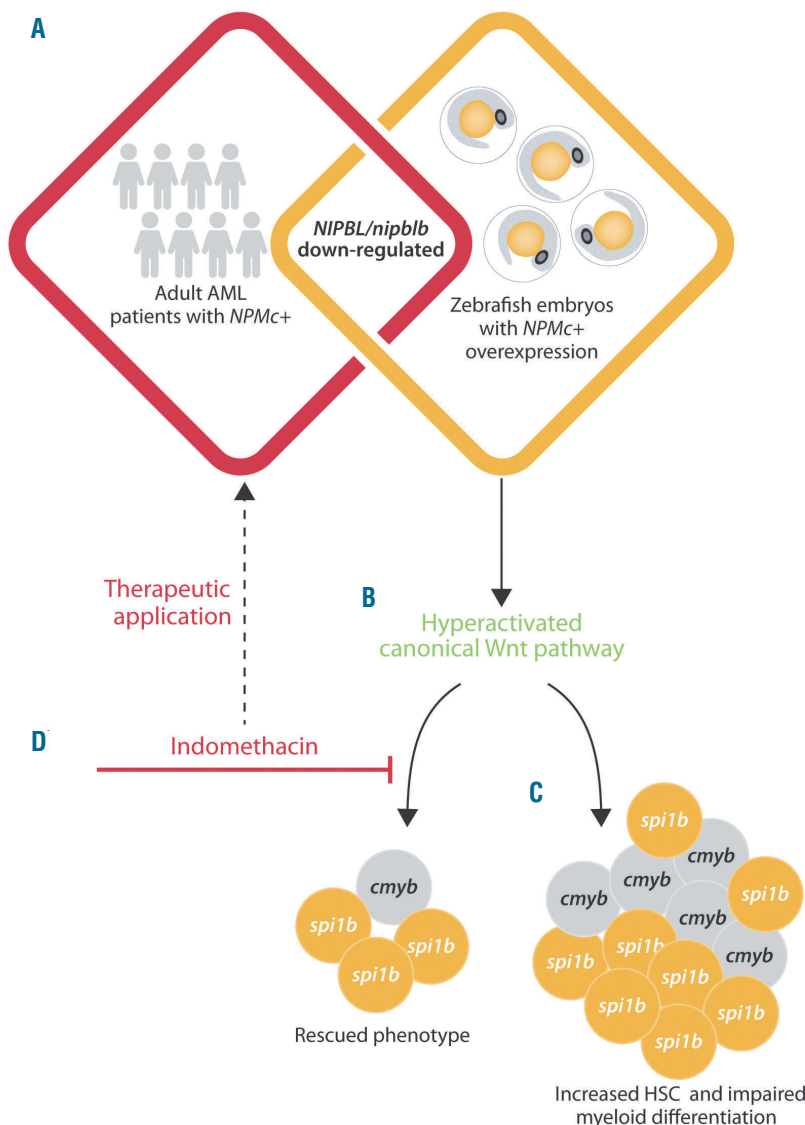 A
NIPBL/nipblb
down-regulated
Adult AML
patients with NPMc+
Zebrafish embryos
with NPMc+
overexpression
Therapeutic
application
B
Hyperactivated
canonical Wnt pathway
D
Indomethacin
C
cmyb
spi1b
spi1b
spi1b
Rescued phenotype
spi1b
cmyb
cmyb
cmyb
spi1b
cmyb
spi1b
spi1b
cmyb
spi1b
spi1b
spi1b
spi1b
Increased HSC and impaired
myeloid differentiation